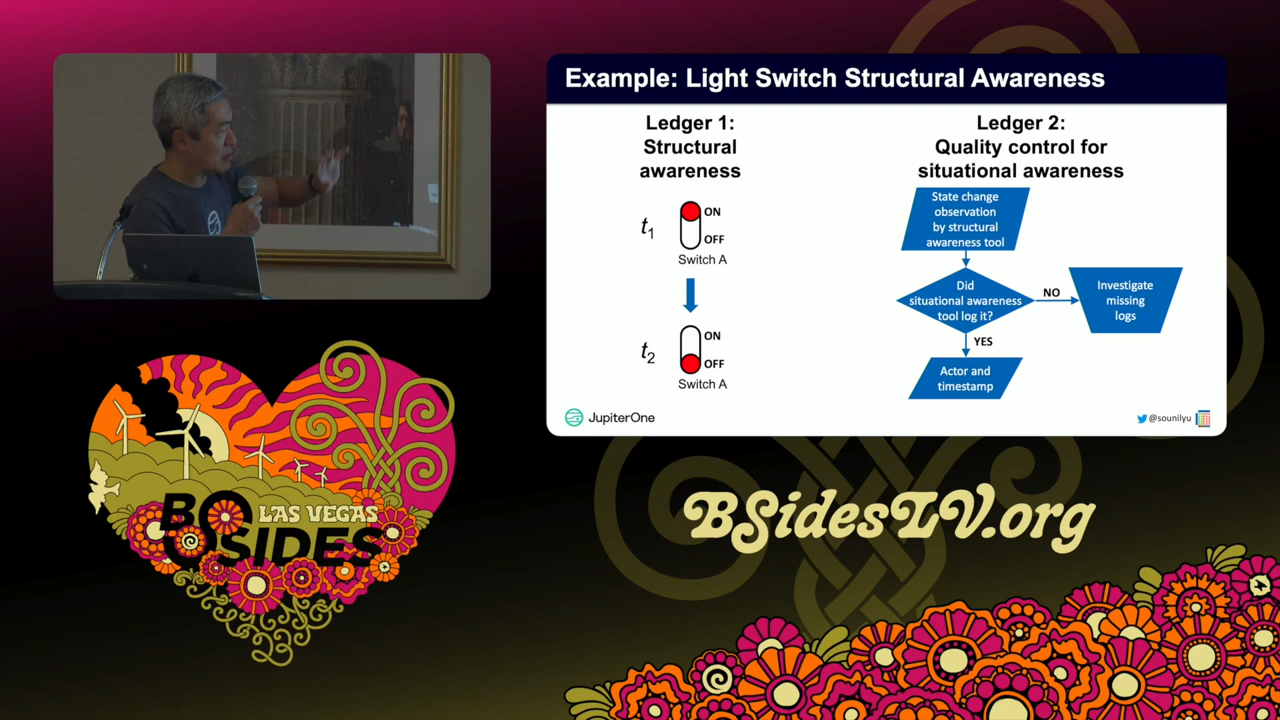 Example: Light Switch Structural Awareness
Ledger 1:
Structural
awareness
t1
ON
OFF
Switch A
t2
ON
OFF
Switch A
Ledger 2:
Quality control for
situational awareness
State change
observation
by structural
awareness tool
Did
situational awareness
tool log it?
NO
Investigate
missing
logs
YES
Actor and
timestamp
JupiterOne
@sounilyu
LAS VEGAS
BSIDES
23
BSidesLV.org